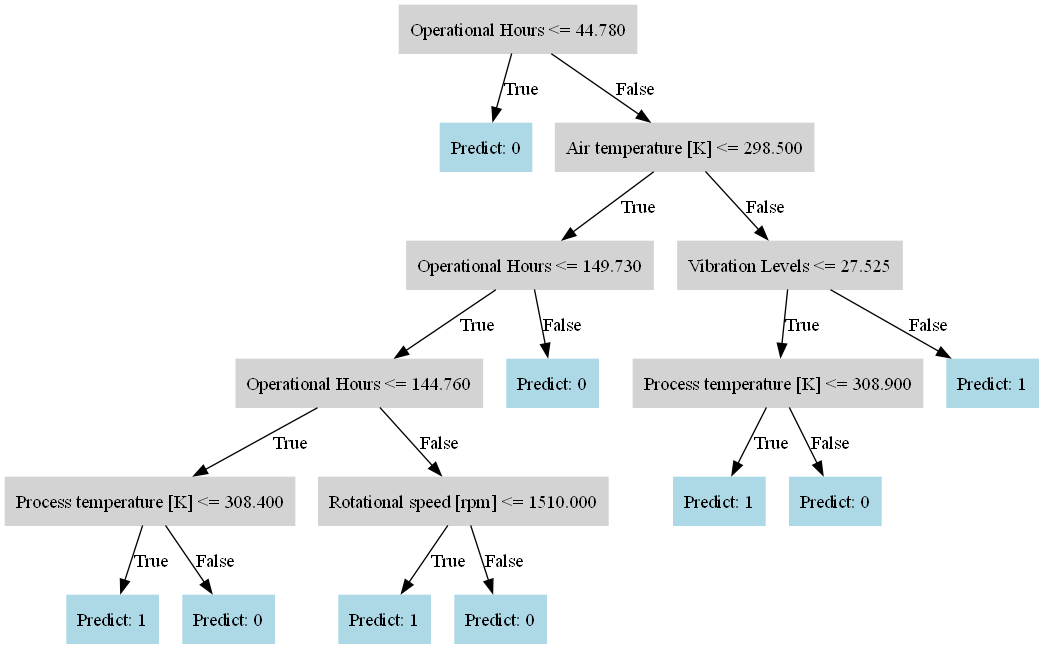 Operational Hours <= 44.780
True
False
Predict: 0
Air temperature [K] <= 298.500
True
False
Operational Hours <= 149.730
Vibration Levels <= 27.525
True
False
True
False
Operational Hours <= 144.760
Predict: 0
Process temperature [K] <= 308.900
Predict: 1
True
False
True
False
Process temperature [K] <= 308.400
Rotational speed [rpm] <= 1510.000
Predict: 1
Predict: 0
True
False
True
False
Predict: 1
Predict: 0
Predict: 1
Predict: 0